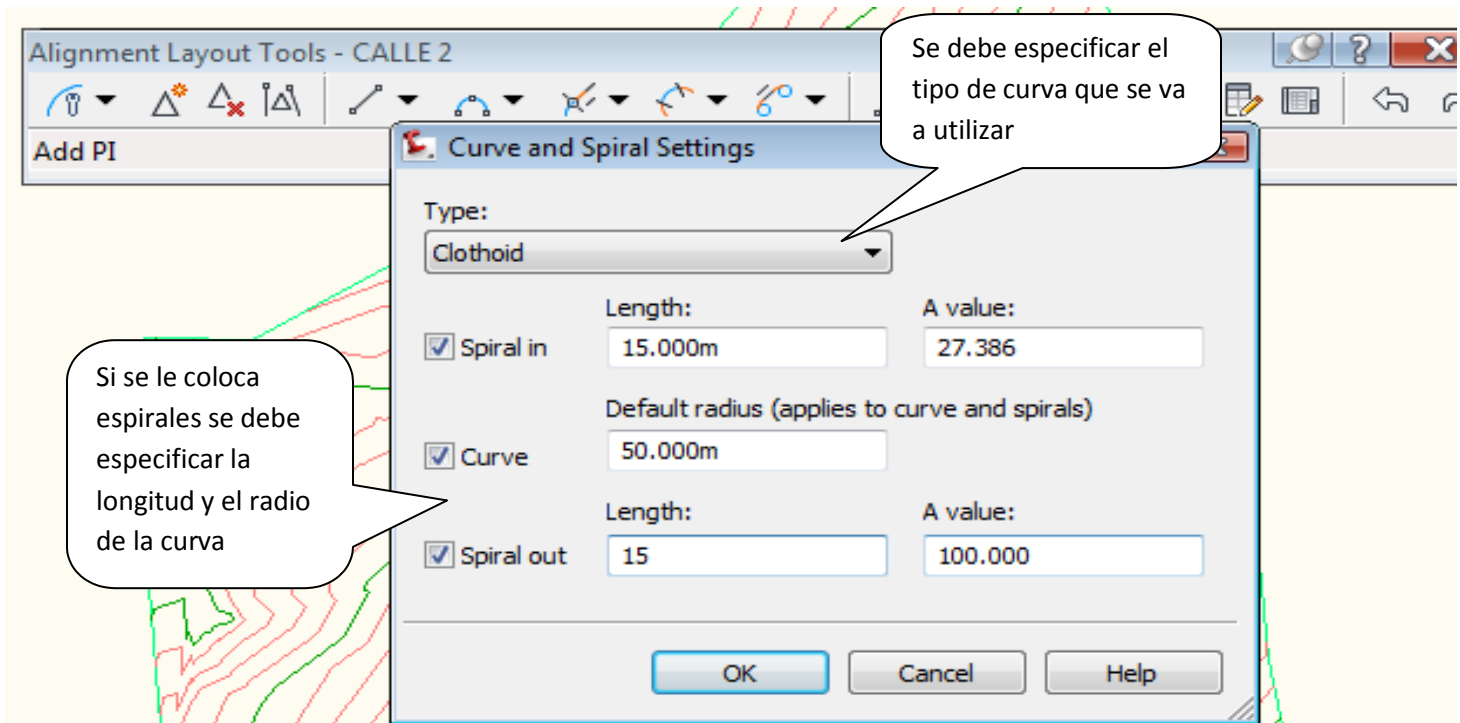 Alignment Layout Tools - CALLE 2
Add PI
Se debe especificar el
tipo de curva que se va
a utilizar
Curve and Spiral Settings
Type:
Clothoid
Length:
A value:
Spiral in
15.000m
27.386
Default radius (applies to curve and spirals)
Curve
50.000m
Length:
A value:
Spiral out
15
100.000
OK
Cancel
Help
Si se le coloca
espirales se debe
especificar la
longitud y el radio
de la curva